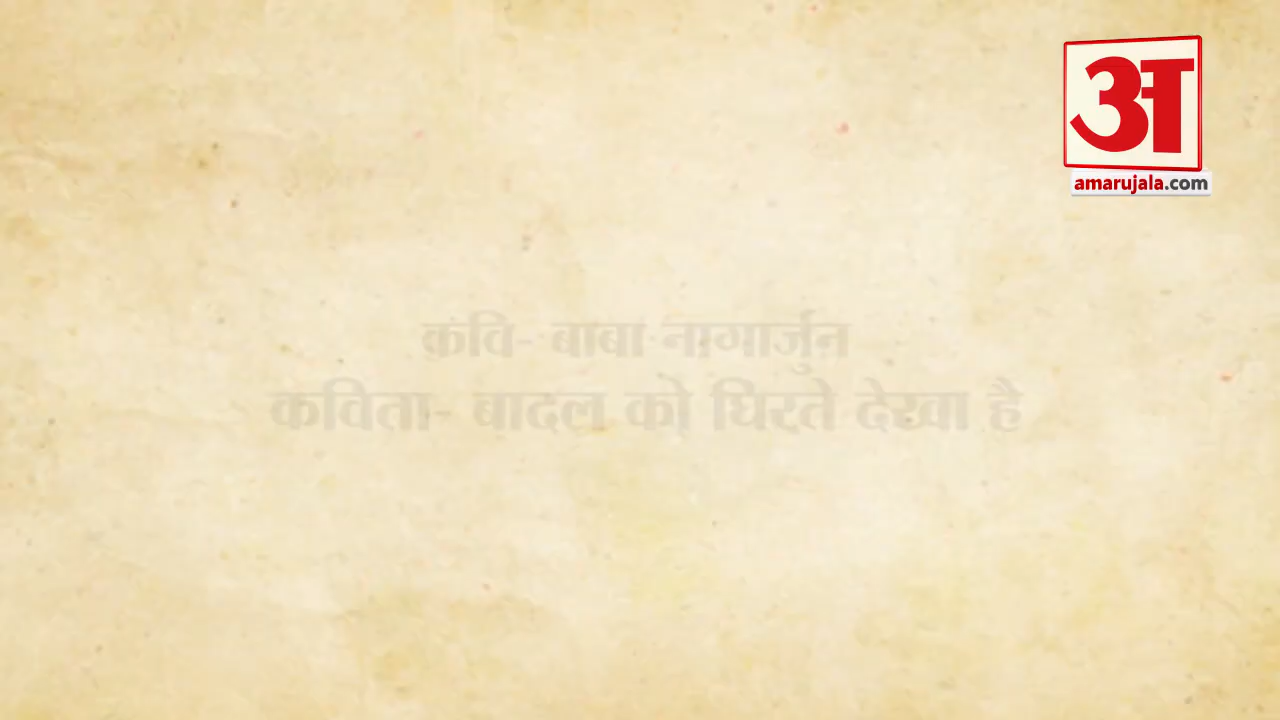 अ
amarujala.com
कवि- बाबा नागार्जुन
कविता- बादल को घिरते देखा है